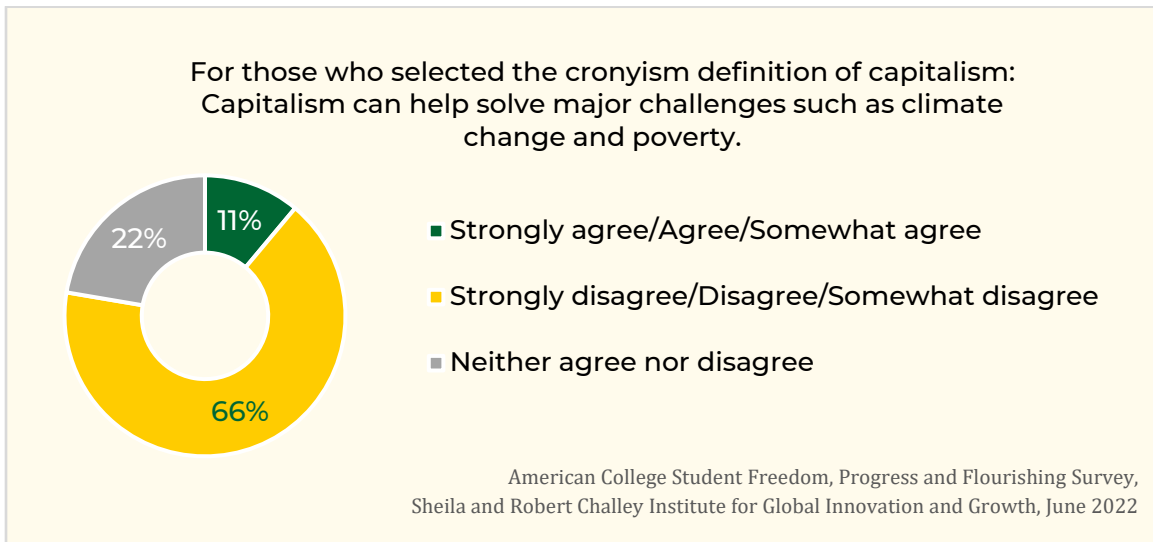 For those who selected the cronyism definition of capitalism:
Capitalism can help solve major challenges such as climate
change and poverty.
11%
22%
66%
Strongly agree/Agree/Somewhat agree
Strongly disagree/Disagree/Somewhat disagree
Neither agree nor disagree
American College Student Freedom, Progress and Flourishing Survey,
Sheila and Robert Challey Institute for Global Innovation and Growth, June 2022